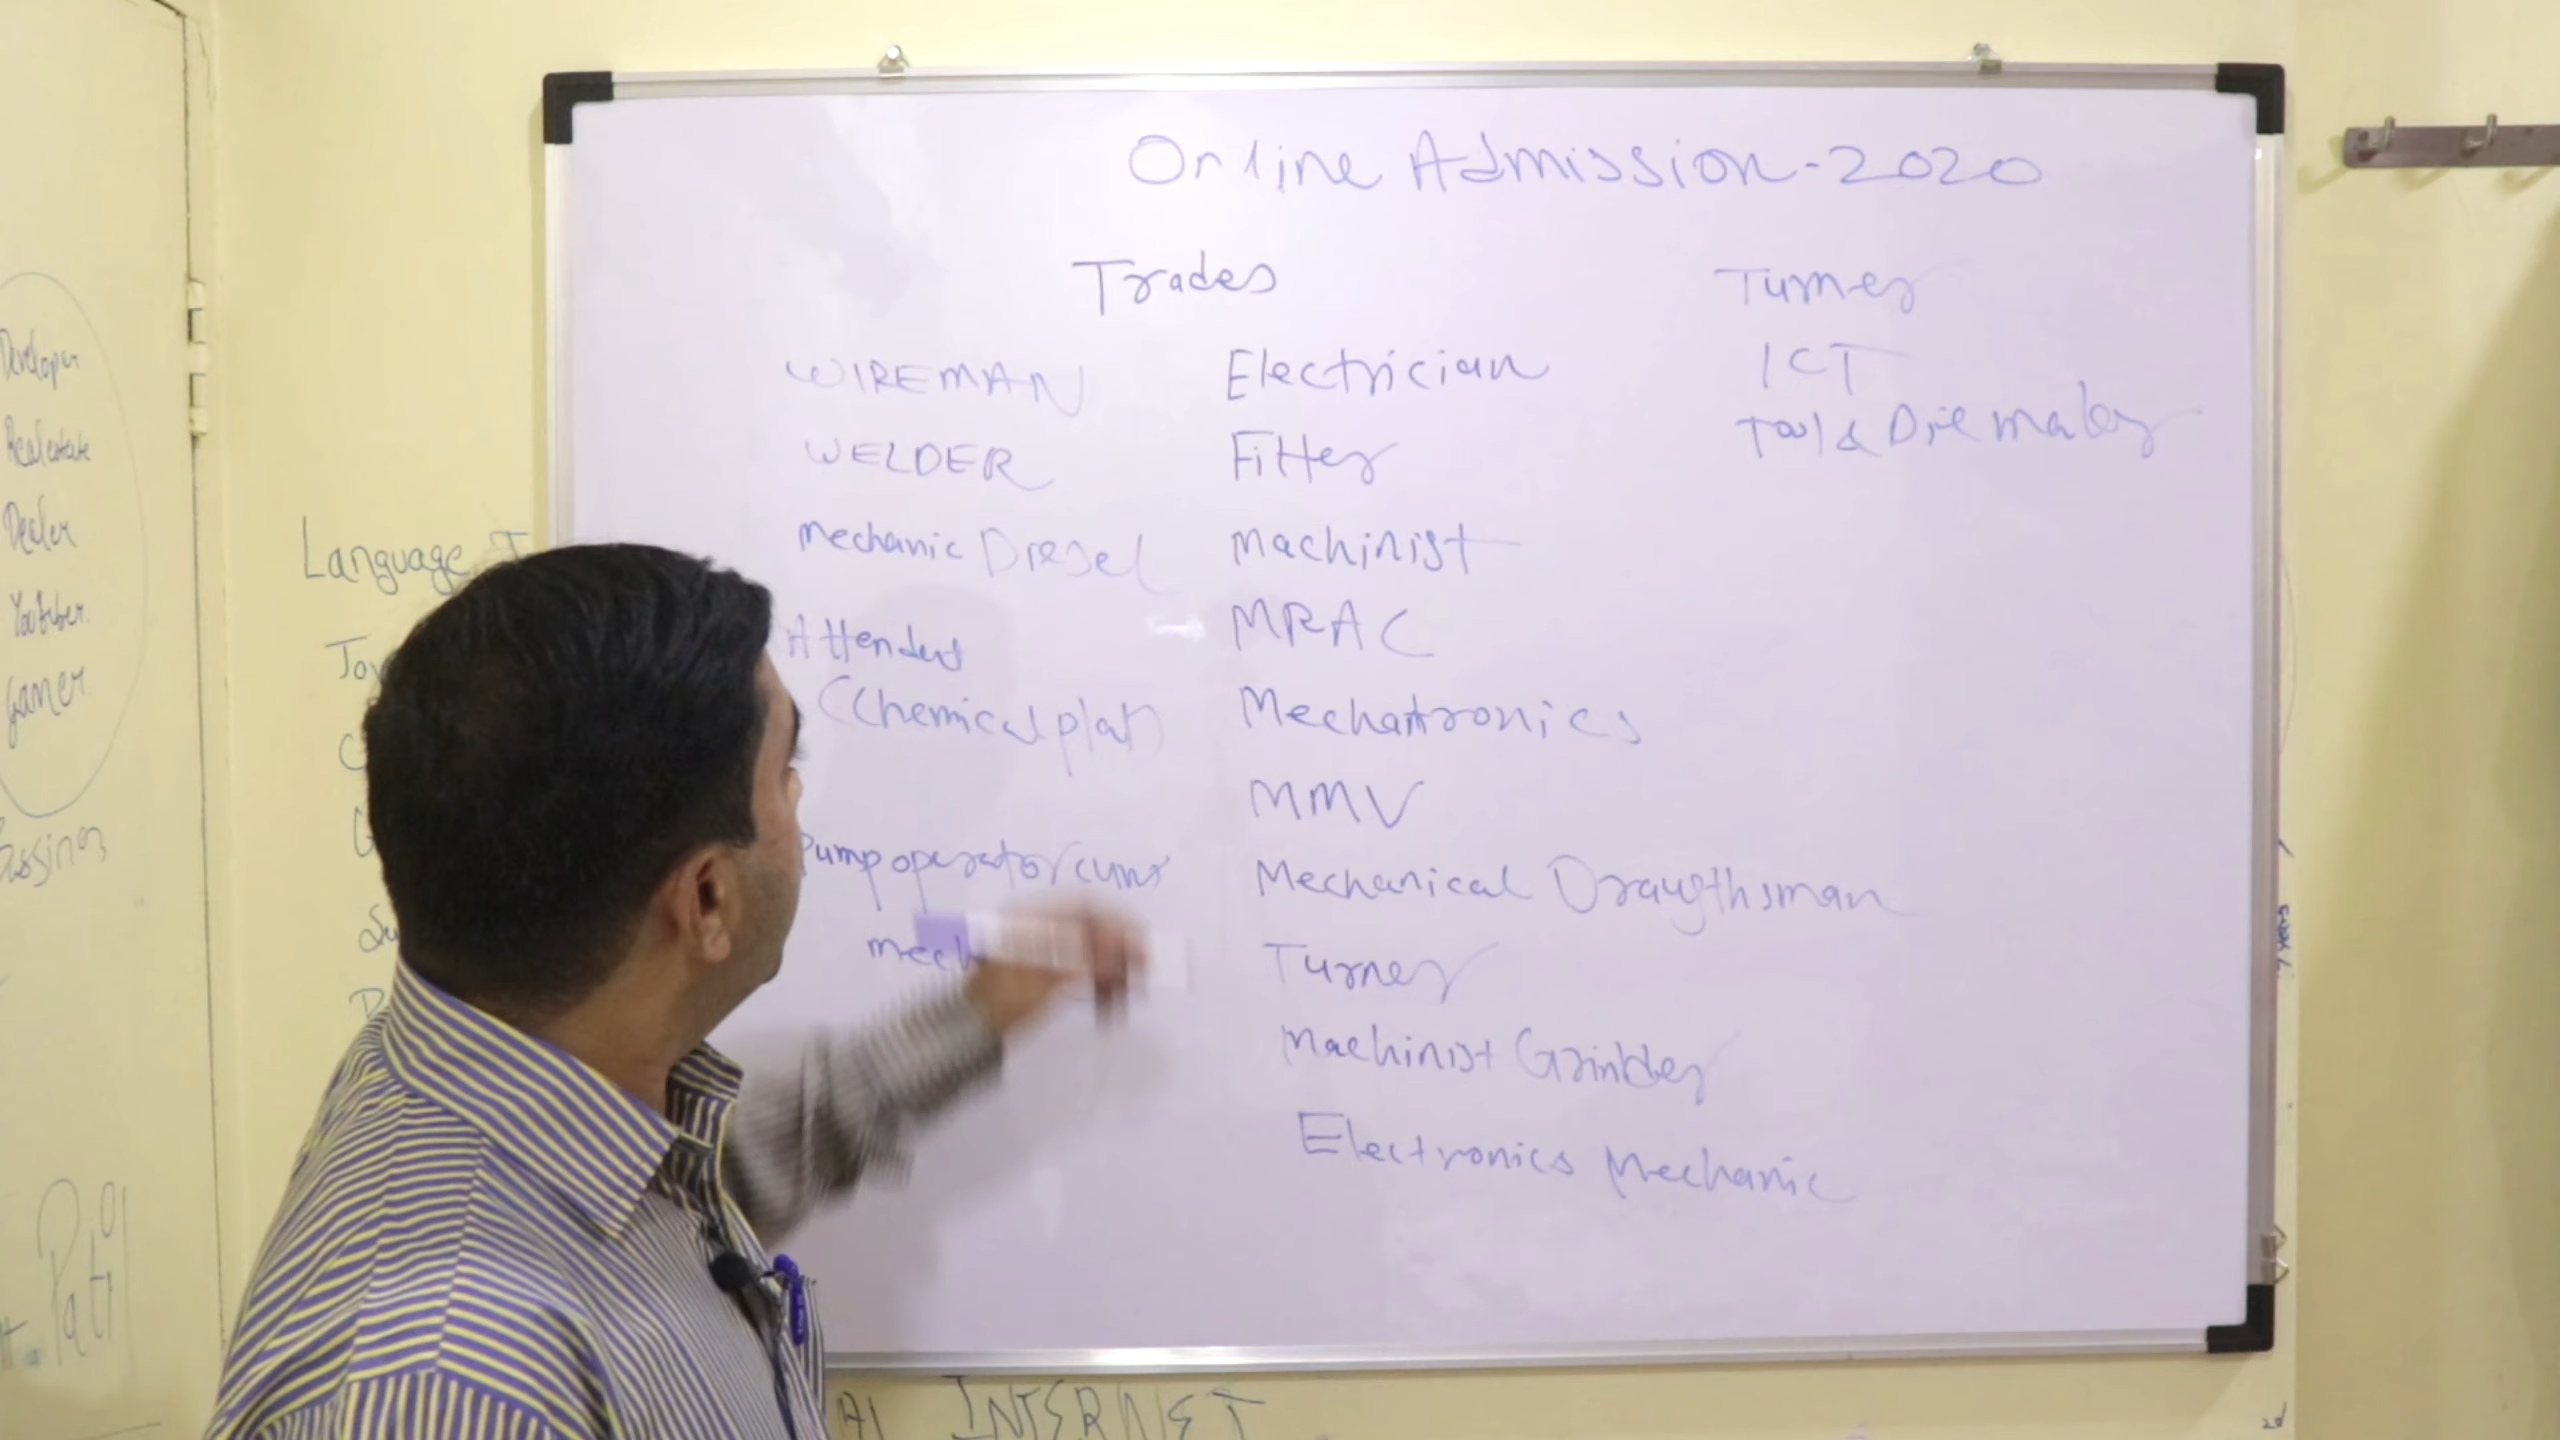 Online Admission-2020
Trades
WIREMAN
WELDER
Mechanic Diesel
Attendent
(Chemical plat)
Pump operator cum
mech
Electrician
Fitter
Machinist
MRAC
Mechatronics
MMV
Mechanical Draugthsman
Turner
Machinist Grinder
Electronics Mechanic
Turner
ICT
Tool & Die maker
Developer
Realestate
Dealer
Youtuber
Gamer
Patil
Language
INTERNET